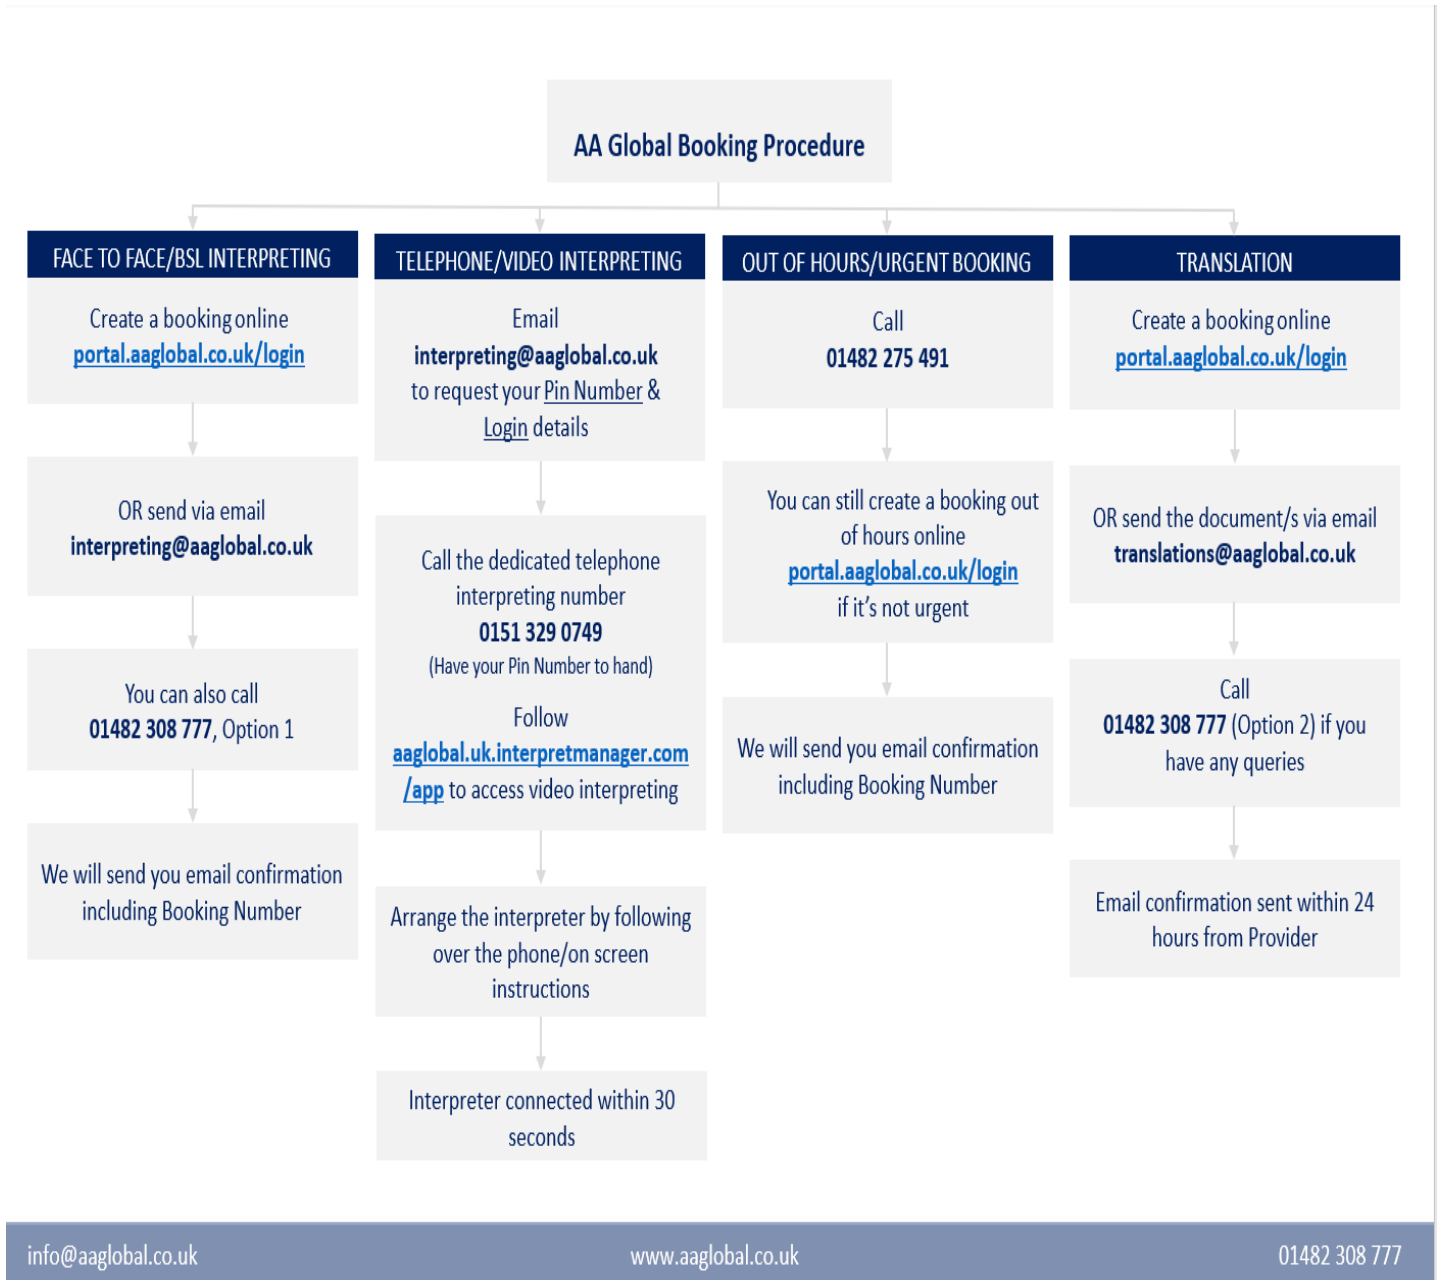 AA Global Booking Procedure
FACE TO FACE/BSL INTERPRETING
Create a booking online
portal.aaglobal.co.uk/login
OR send via email
interpreting@aaglobal.co.uk
You can also call
01482 308 777, Option 1
We will send you email confirmation
including Booking Number
TELEPHONE/VIDEO INTERPRETING
Email
interpreting@aaglobal.co.uk
to request your Pin Number &
Login details
Call the dedicated telephone
interpreting number
0151 329 0749
(Have your Pin Number to hand)
Follow
aaglobal.uk.interpretmanager.com
/app to access video interpreting
Arrange the interpreter by following
over the phone/on screen
instructions
Interpreter connected within 30
seconds
OUT OF HOURS/URGENT BOOKING
Call
01482 275 491
You can still create a booking out
of hours online
portal.aaglobal.co.uk/login
if it's not urgent
We will send you email confirmation
including Booking Number
TRANSLATION
Create a booking online
portal.aaglobal.co.uk/login
OR send the document/s via email
translations@aaglobal.co.uk
Call
01482 308 777 (Option 2) if you
have any queries
Email confirmation sent within 24
hours from Provider
info@aaglobal.co.uk
www.aaglobal.co.uk
01482 308 777